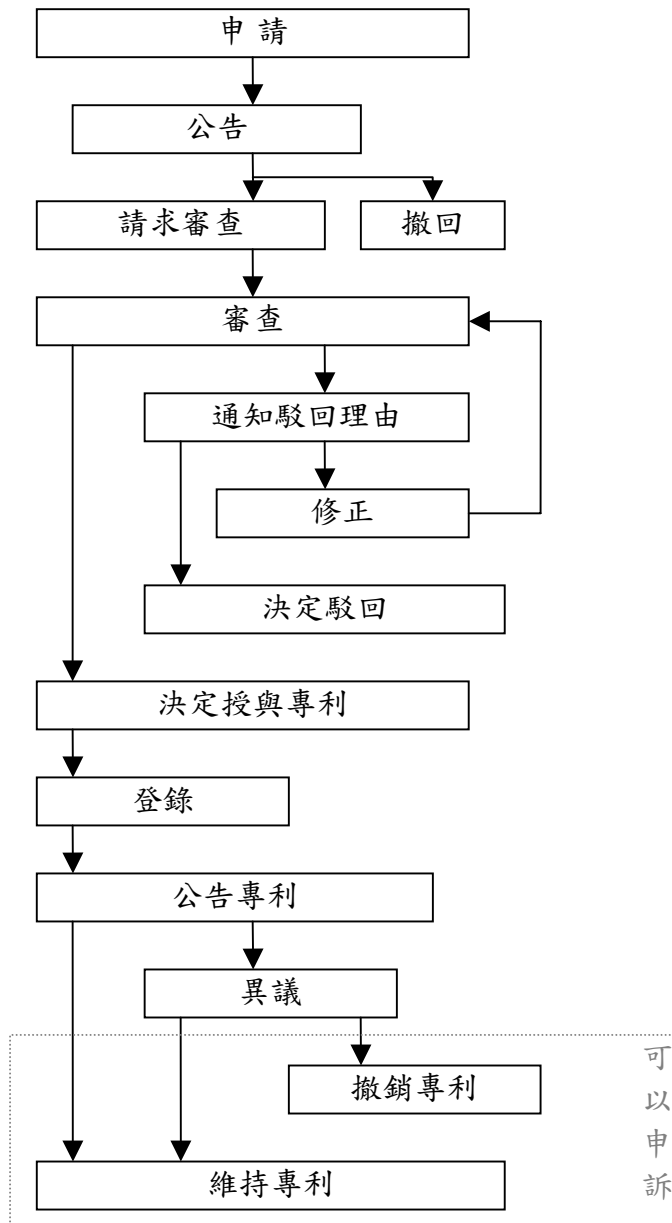 申請
公告
請求審查
撤回
審查
通知駁回理由
修正
決定駁回
決定授與專利
登錄
公告專利
異議
撤銷專利
維持專利
可以申訴